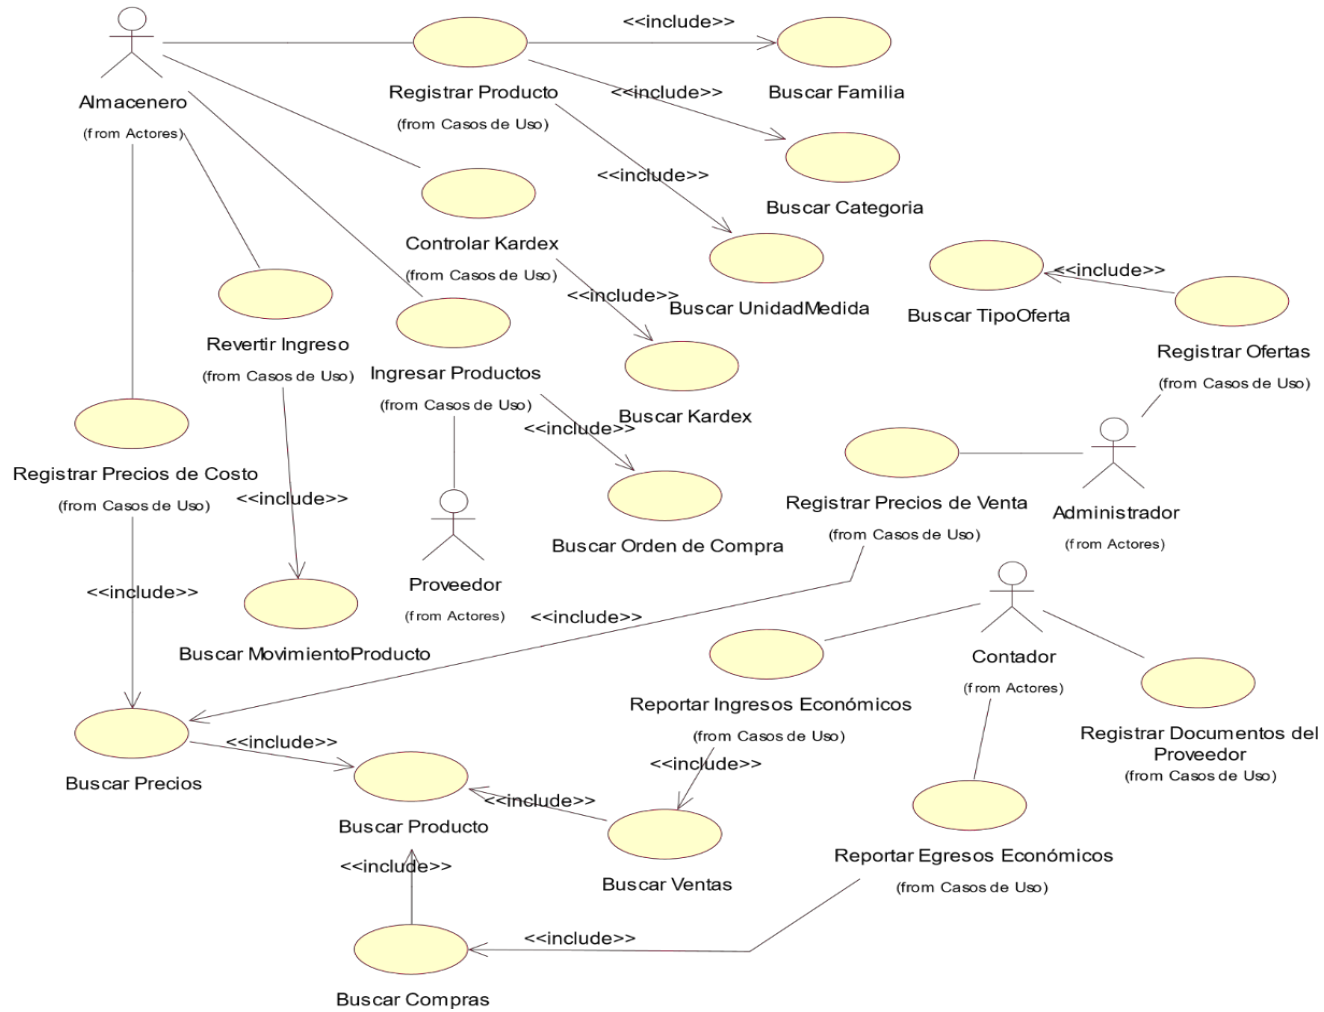 <<include>>
Almacenero
(from Actores)
Registrar Producto
(from Casos de Uso)
<<include>>
Buscar Familia
<<include>>
Buscar Categoria
Controlar Kardex
(from Casos de Uso)
<<include>>
Buscar UnidadMedida
Buscar TipoOferta
<<include>>
Registrar Ofertas
(from Casos de Uso)
Revertir Ingreso
(from Casos de Uso)
Ingresar Productos
(from Casos de Uso)
<<include>>
Buscar Kardex
Registrar Precios de Costo
(from Casos de Uso)
<<include>>
<<include>>
Buscar Orden de Compra
Registrar Precios de Venta
(from Casos de Uso)
Administrador
(from Actores)
Proveedor
(from Actores)
<<include>>
<<include>>
Buscar MovimientoProducto
Contador
(from Actores)
Reportar Ingresos Económicos
(from Casos de Uso)
Registrar Documentos del
Proveedor
(from Casos de Uso)
<<include>>
Buscar Precios
<<include>>
Buscar Producto
<<include>>
Buscar Ventas
<<include>>
Reportar Egresos Económicos
(from Casos de Uso)
<<include>>
<<include>>
Buscar Compras